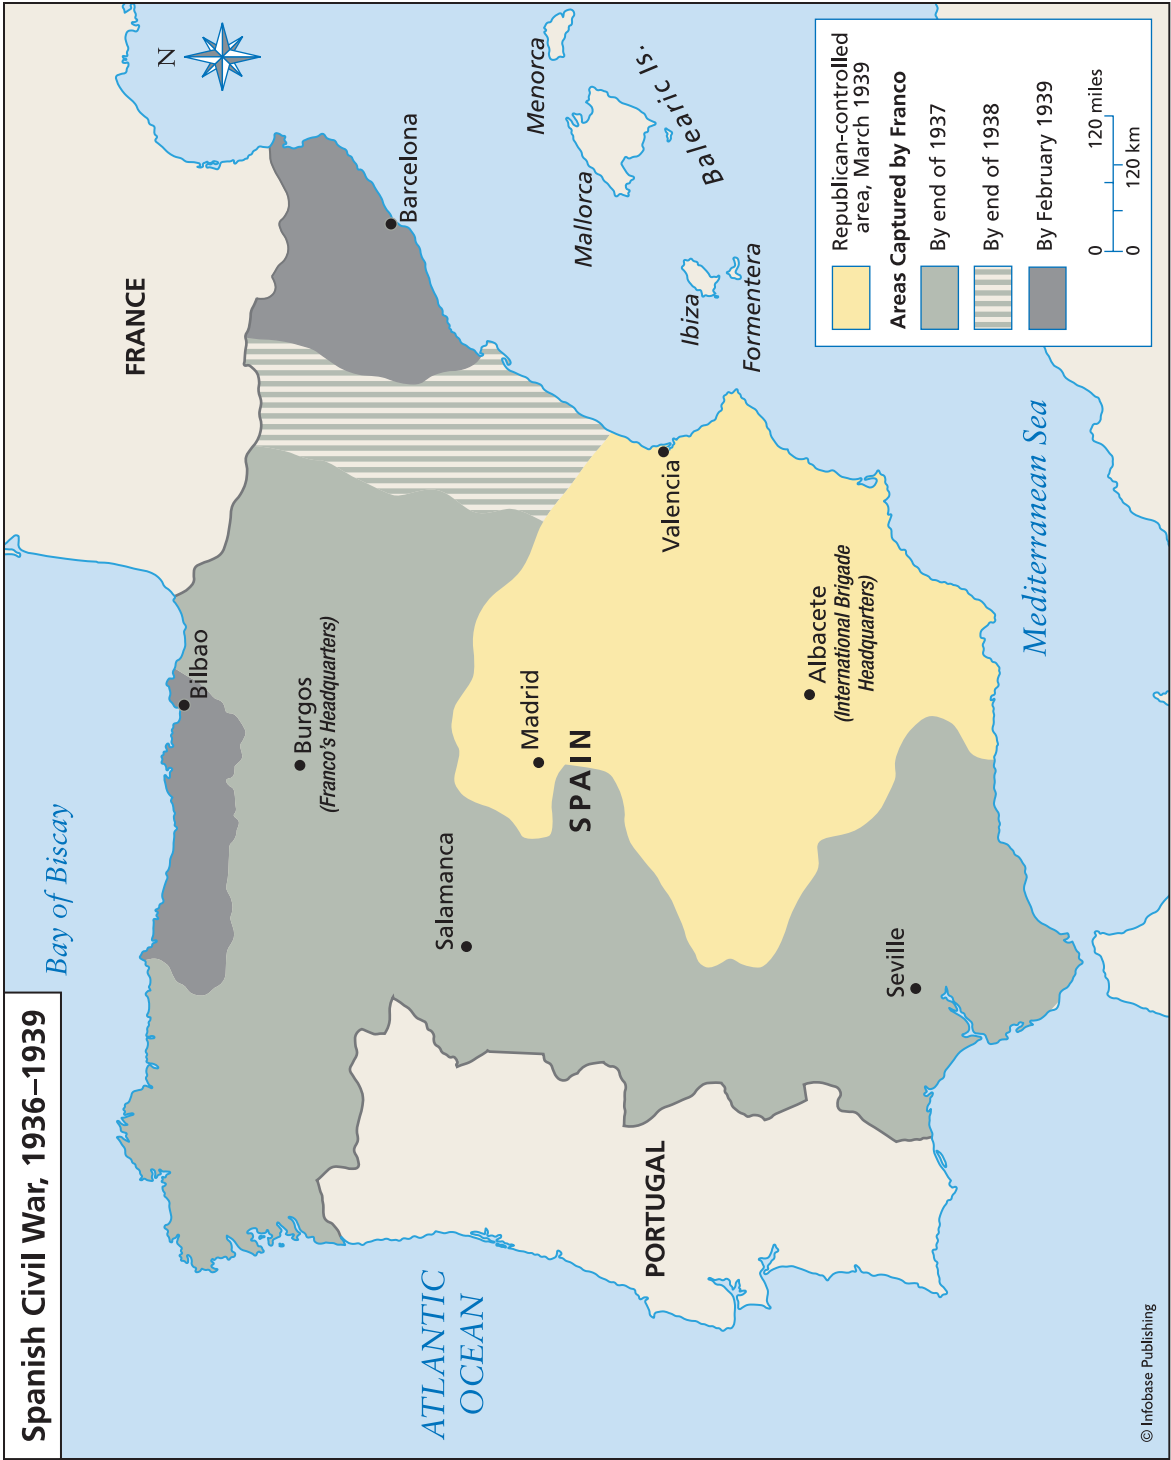 Spanish Civil War, 1936–1939
Bay of Biscay
FRANCE
N
Bilbao
Burgos
(Franco's Headquarters)
Barcelona
Salamanca
Madrid
SPAIN
Menorca
Mallorca
Balearic Is.
Ibiza
Formentera
Valencia
Albacete
(International Brigade
Headquarters)
Seville
PORTUGAL
ATLANTIC
OCEAN
Mediterranean Sea
Republican-controlled
area, March 1939
Areas Captured by Franco
By end of 1937
By end of 1938
By February 1939
0 120 miles
0 120 km
© Infobase Publishing